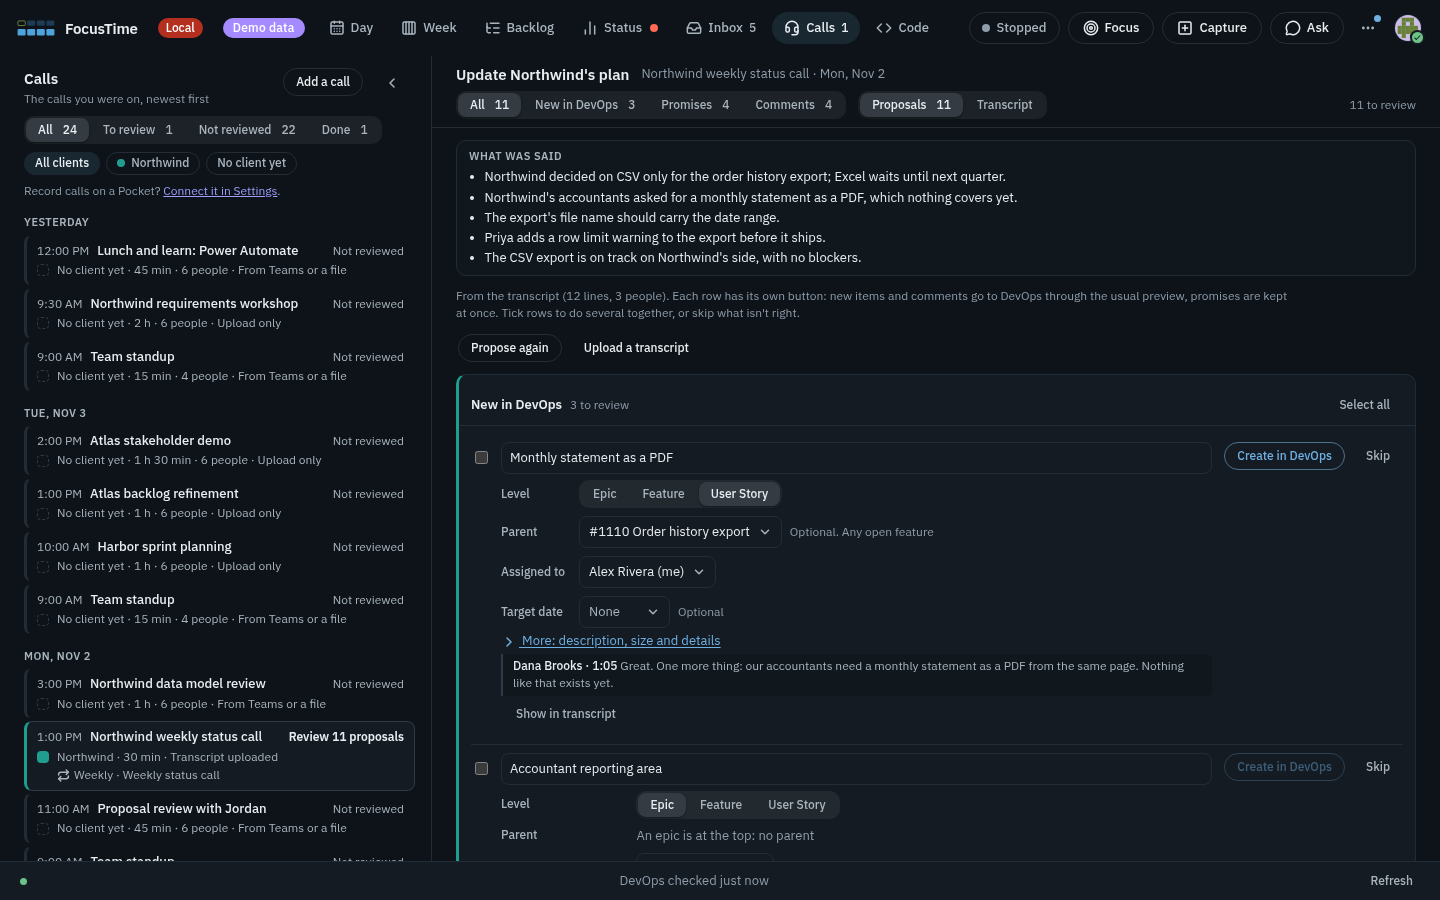 FocusTime
Local
Demo data
Day
Week
Backlog
Status
Inbox 5
Calls 1
Code
Stopped
Focus
Capture
Ask
Calls
The calls you were on, newest first
Add a call
All 24
To review 1
Not reviewed 22
Done 1
All clients
Northwind
No client yet
Record calls on a Pocket? Connect it in Settings.
YESTERDAY
12:00 PM Lunch and learn: Power Automate Not reviewed
No client yet · 45 min · 6 people · From Teams or a file
9:30 AM Northwind requirements workshop Not reviewed
No client yet · 2 h · 6 people · Upload only
9:00 AM Team standup Not reviewed
No client yet · 15 min · 4 people · From Teams or a file
TUE, NOV 3
2:00 PM Atlas stakeholder demo Not reviewed
No client yet · 1 h 30 min · 6 people · Upload only
1:00 PM Atlas backlog refinement Not reviewed
No client yet · 1 h · 6 people · Upload only
10:00 AM Harbor sprint planning Not reviewed
No client yet · 1 h · 6 people · Upload only
9:00 AM Team standup Not reviewed
No client yet · 15 min · 4 people · From Teams or a file
MON, NOV 2
3:00 PM Northwind data model review Not reviewed
No client yet · 1 h · 6 people · From Teams or a file
1:00 PM Northwind weekly status call Review 11 proposals
Northwind · 30 min · Transcript uploaded
Weekly · Weekly status call
11:00 AM Proposal review with Jordan Not reviewed
No client yet · 45 min · 6 people · From Teams or a file
9:00 AM Team standup Not reviewed
Update Northwind's plan Northwind weekly status call · Mon, Nov 2
All 11
New in DevOps 3
Promises 4
Comments 4
Proposals 11
Transcript
11 to review
WHAT WAS SAID
• Northwind decided on CSV only for the order history export; Excel waits until next quarter.
• Northwind's accountants asked for a monthly statement as a PDF, which nothing covers yet.
• The export's file name should carry the date range.
• Priya adds a row limit warning to the export before it ships.
• The CSV export is on track on Northwind's side, with no blockers.
From the transcript (12 lines, 3 people). Each row has its own button: new items and comments go to DevOps through the usual preview, promises are kept
at once. Tick rows to do several together, or skip what isn't right.
Propose again
Upload a transcript
New in DevOps 3 to review
Select all
Monthly statement as a PDF
Create in DevOps
Skip
Level
Epic
Feature
User Story
Parent
#1110 Order history export
Optional. Any open feature
Assigned to
Alex Rivera (me)
Target date
None
Optional
More: description, size and details
Dana Brooks · 1:05 Great. One more thing: our accountants need a monthly statement as a PDF from the same page. Nothing
like that exists yet.
Show in transcript
Accountant reporting area
Create in DevOps
Skip
Level
Epic
Feature
User Story
Parent
An epic is at the top: no parent
DevOps checked just now
Refresh